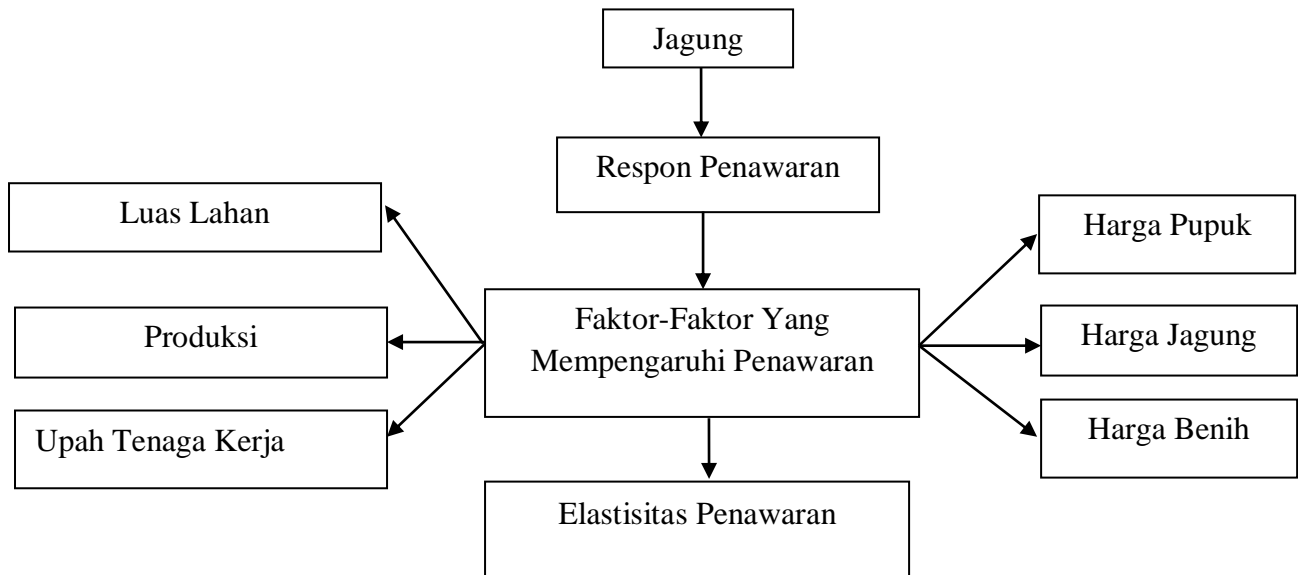 Jagung
Respon Penawaran
Luas Lahan
Harga Pupuk
Faktor-Faktor Yang
Mempengaruhi Penawaran
Produksi
Harga Jagung
Upah Tenaga Kerja
Harga Benih
Elastisitas Penawaran